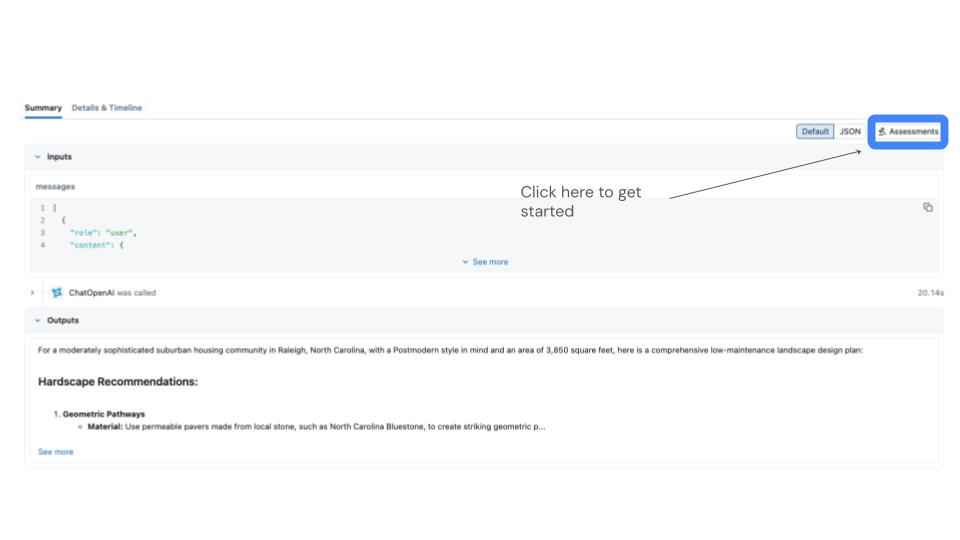 Summary Details & Timeline
Default JSON Assessments
Inputs
messages
1 [
2 {
3 "role": "user",
4 "content": {
See more
Click here to get
started
ChatOpenAI was called 20.14s
Outputs
For a moderately sophisticated suburban housing community in Raleigh, North Carolina, with a Postmodern style in mind and an area of 3,850 square feet, here is a comprehensive low-maintenance landscape design plan:
Hardscape Recommendations:
1. Geometric Pathways
Material: Use permeable pavers made from local stone, such as North Carolina Bluestone, to create striking geometric p...
See more